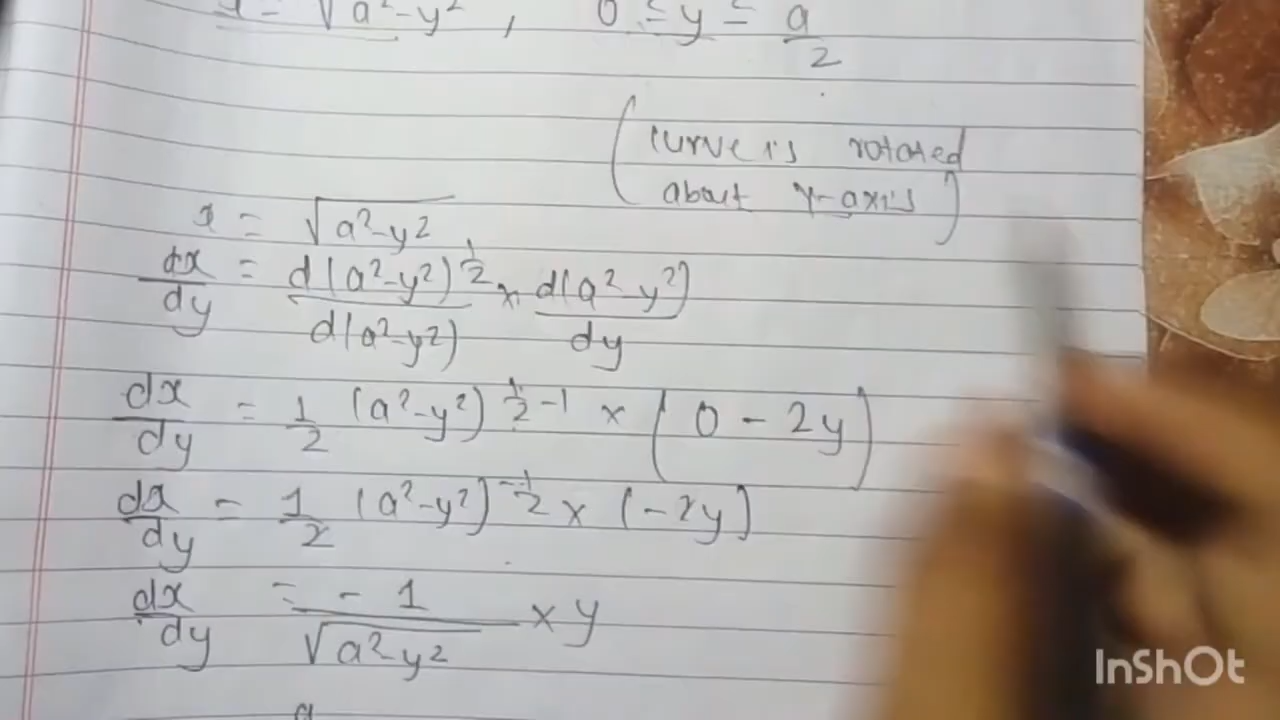 x = √a²-y² , 0 ≤ y ≤ a/2
(curve is rotated
about y-axis)
x = √a²-y²
dx/dy = d(a²-y²)^1/2 / d(a²-y²) × d(a²-y²)/dy
dx/dy = 1/2 (a²-y²)^1/2-1 × (0 - 2y)
dx/dy = 1/2 (a²-y²)^-1/2 × (-2y)
dx/dy = -1/√a²-y² × y
a
InShOt